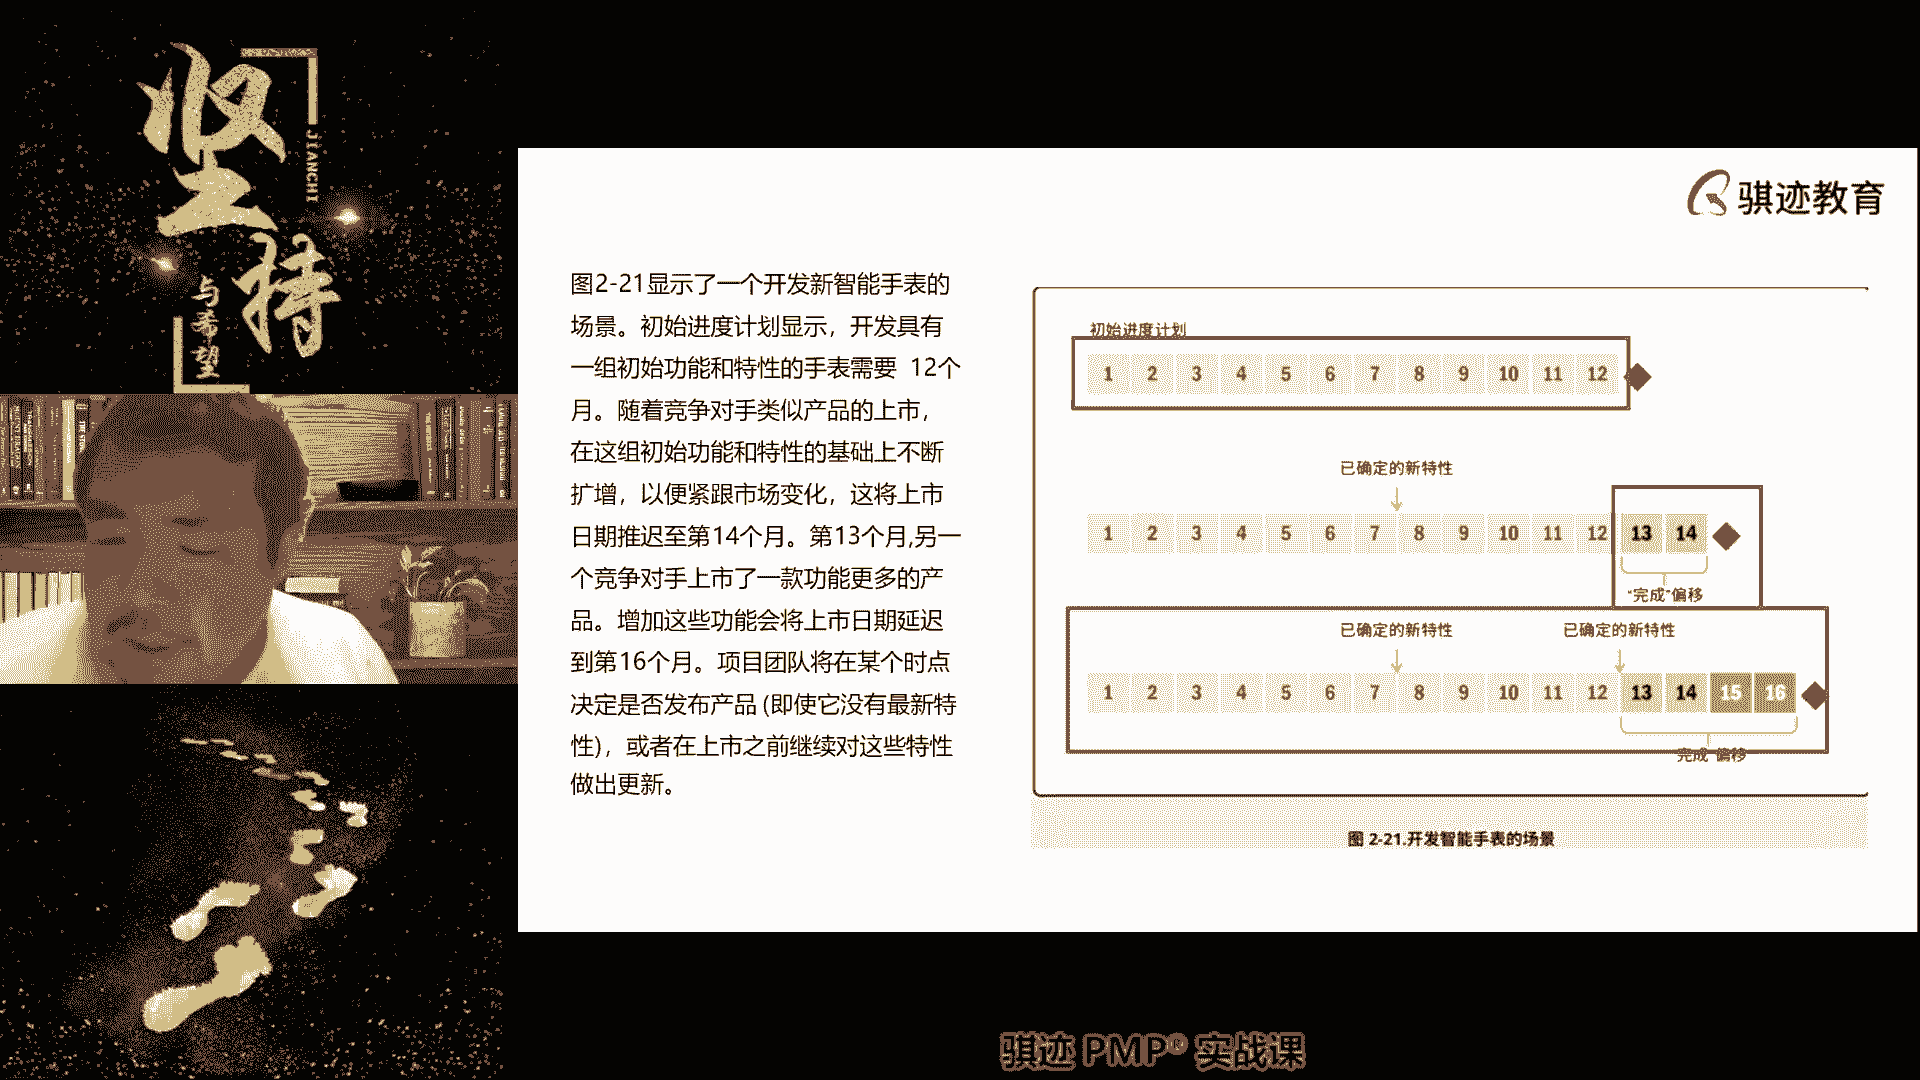 坚持
JIANCHI
与希望
骐迹教育
图2-21显示了一个开发新智能手表的
场景。初始进度计划显示，开发具有
一组初始功能和特性的手表需要 12个
月。随着竞争对手类似产品的上市，
在这组初始功能和特性的基础上不断
扩增，以便紧跟市场变化，这将上市
日期推迟至第14个月。第13个月,另一
个竞争对手上市了一款功能更多的产
品。增加这些功能会将上市日期延迟
到第16个月。项目团队将在某个时点
决定是否发布产品 (即使它没有最新特
性)，或者在上市之前继续对这些特性
做出更新。
初始进度计划
1 2 3 4 5 6 7 8 9 10 11 12
已确定的新特性
1 2 3 4 5 6 7 8 9 10 11 12 13 14
“完成”偏移
已确定的新特性 已确定的新特性
1 2 3 4 5 6 7 8 9 10 11 12 13 14 15 16
完成 偏移
图 2-21.开发智能手表的场景
骐迹 PMP® 实战课